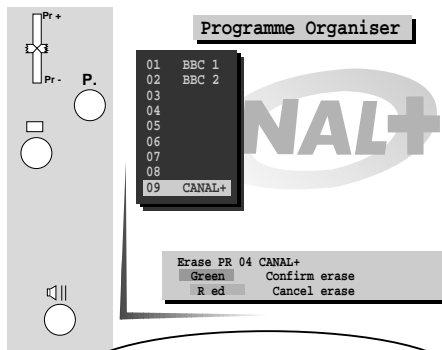 Pr +
Pr -
P.
Programme Organiser
01 BBC 1
02 BBC 2
03
04
05
06
07
08
09 CANAL+
NAL+
Erase PR 04 CANAL+
Green Confirm erase
R ed Cancel erase